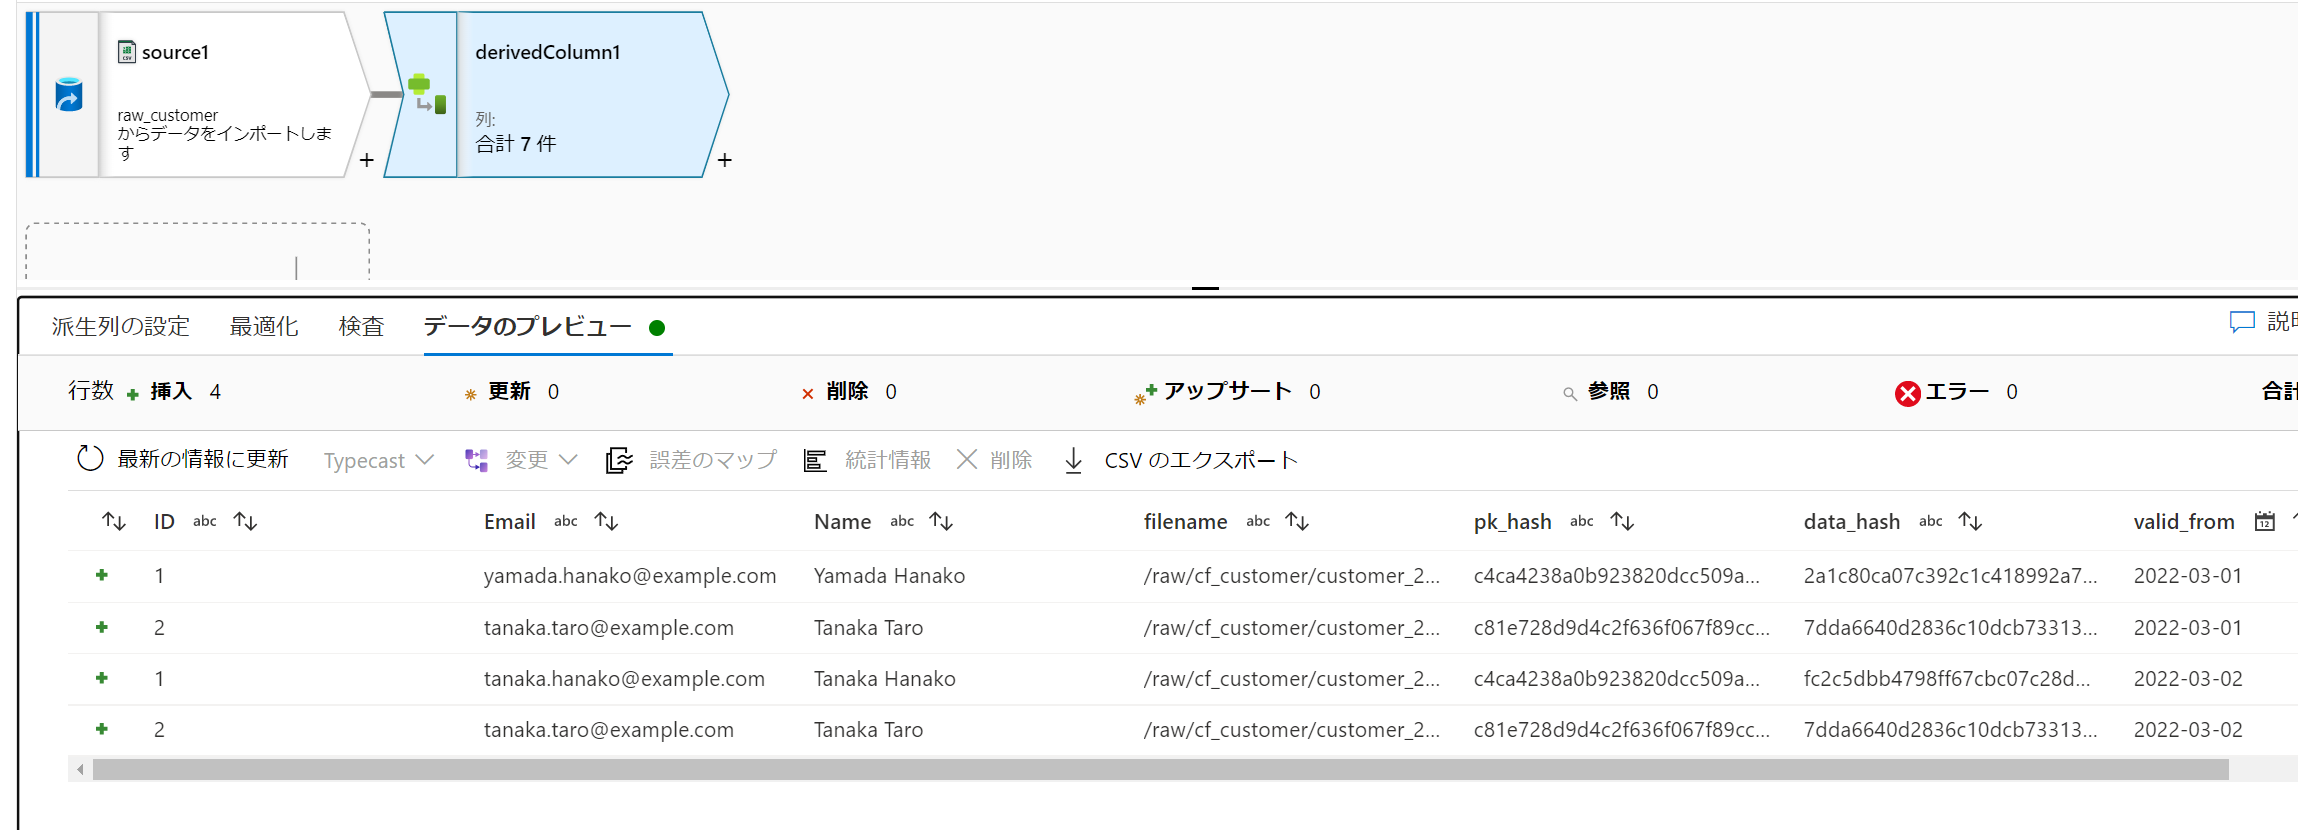 source1
raw_customer
からデータをインポートしま
す
+
derivedColumn1
列:
合計 7 件
+
派生列の設定 最適化 検査 データのプレビュー
行数 挿入 4 更新 0 削除 0 アップサート 0 参照 0 エラー 0 合計
最新の情報に更新 Typecast 変更 誤差のマップ 統計情報 削除 CSV のエクスポート
ID abc Email abc Name abc filename abc pk_hash abc data_hash abc valid_from
1 yamada.hanako@example.com Yamada Hanako /raw/cf_customer/customer_2... c4ca4238a0b923820dcc509a... 2a1c80ca07c392c1c418992a7... 2022-03-01
2 tanaka.taro@example.com Tanaka Taro /raw/cf_customer/customer_2... c81e728d9d4c2f636f067f89cc... 7dda6640d2836c10dcb73313... 2022-03-01
1 tanaka.hanako@example.com Tanaka Hanako /raw/cf_customer/customer_2... c4ca4238a0b923820dcc509a... fc2c5dbb4798ff67cbc07c28d... 2022-03-02
2 tanaka.taro@example.com Tanaka Taro /raw/cf_customer/customer_2... c81e728d9d4c2f636f067f89cc... 7dda6640d2836c10dcb73313... 2022-03-02